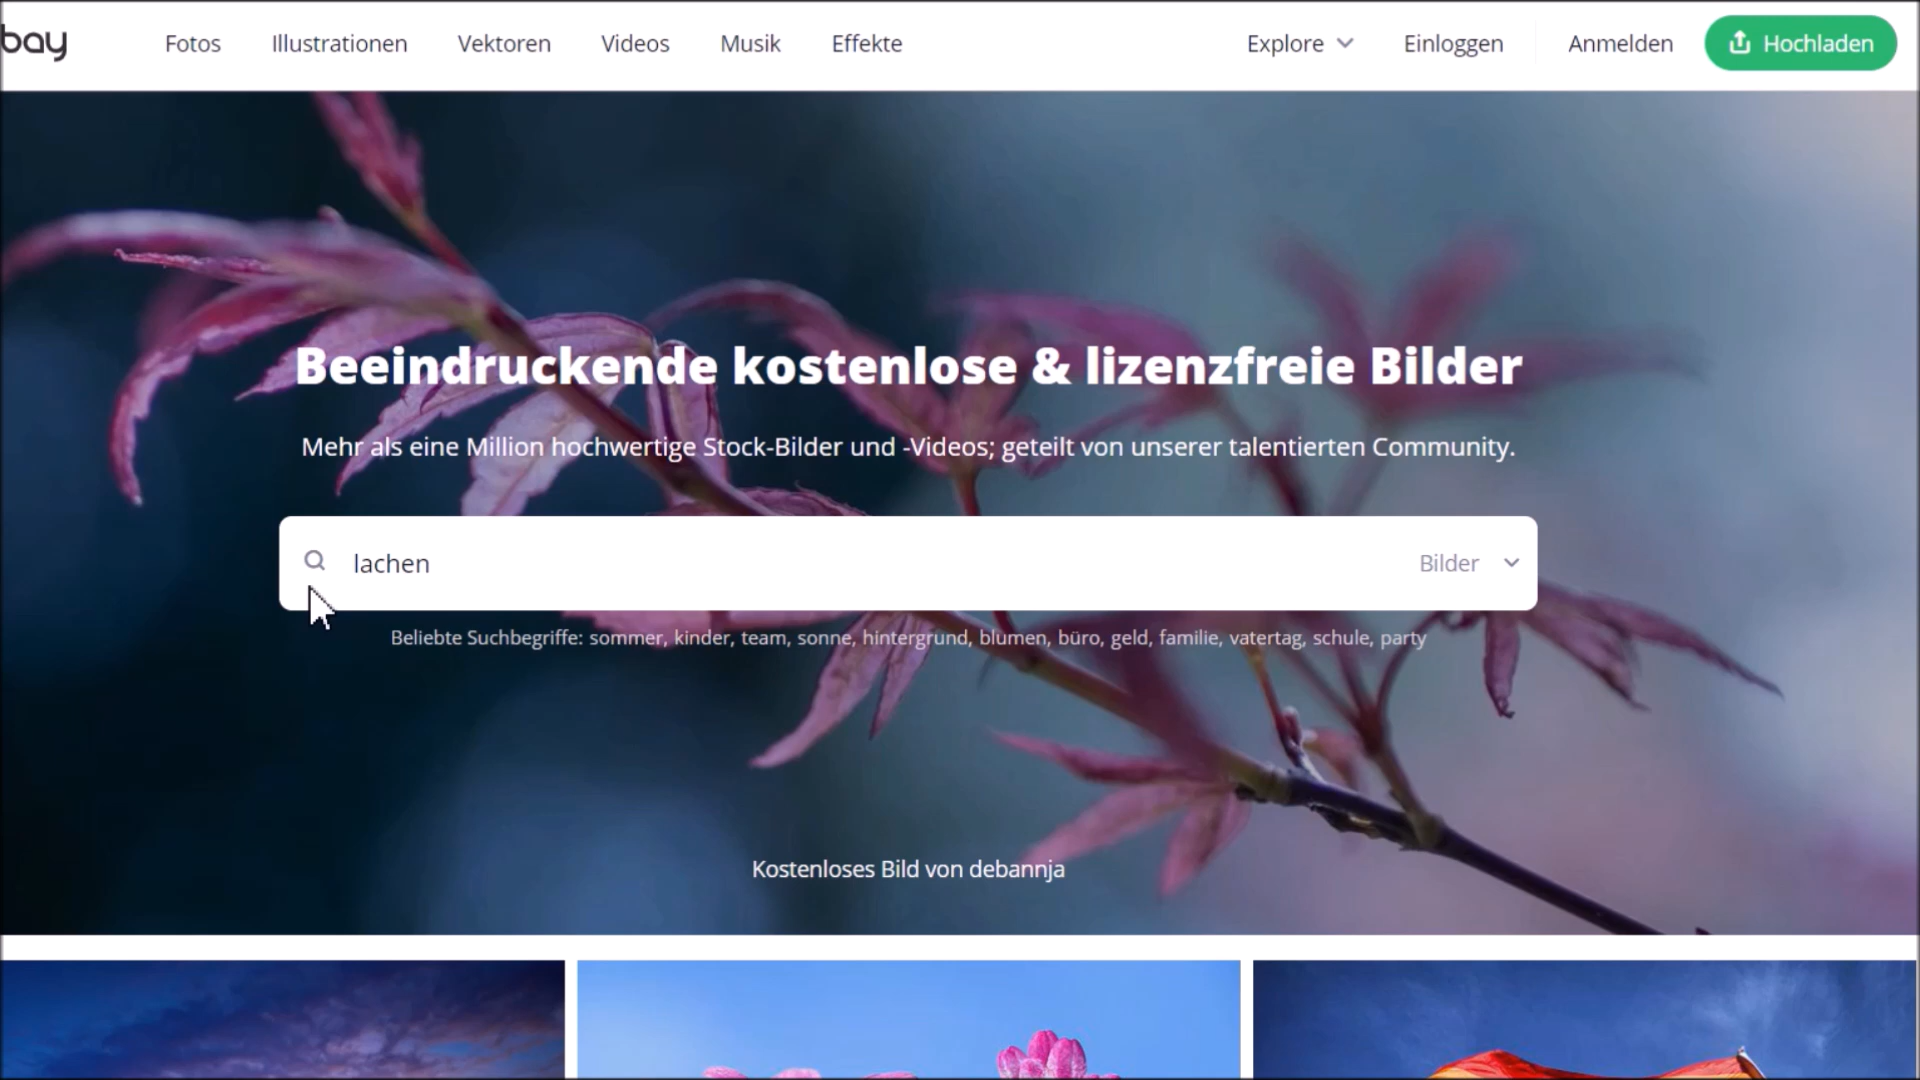 bay
Fotos Illustrationen Vektoren Videos Musik Effekte Explore Einloggen Anmelden Hochladen
Beeindruckende kostenlose & lizenzfreie Bilder
Mehr als eine Million hochwertige Stock-Bilder und -Videos; geteilt von unserer talentierten Community.
lachen Bilder
Beliebte Suchbegriffe: sommer, kinder, team, sonne, hintergrund, blumen, büro, geld, familie, vatertag, schule, party
Kostenloses Bild von debannja